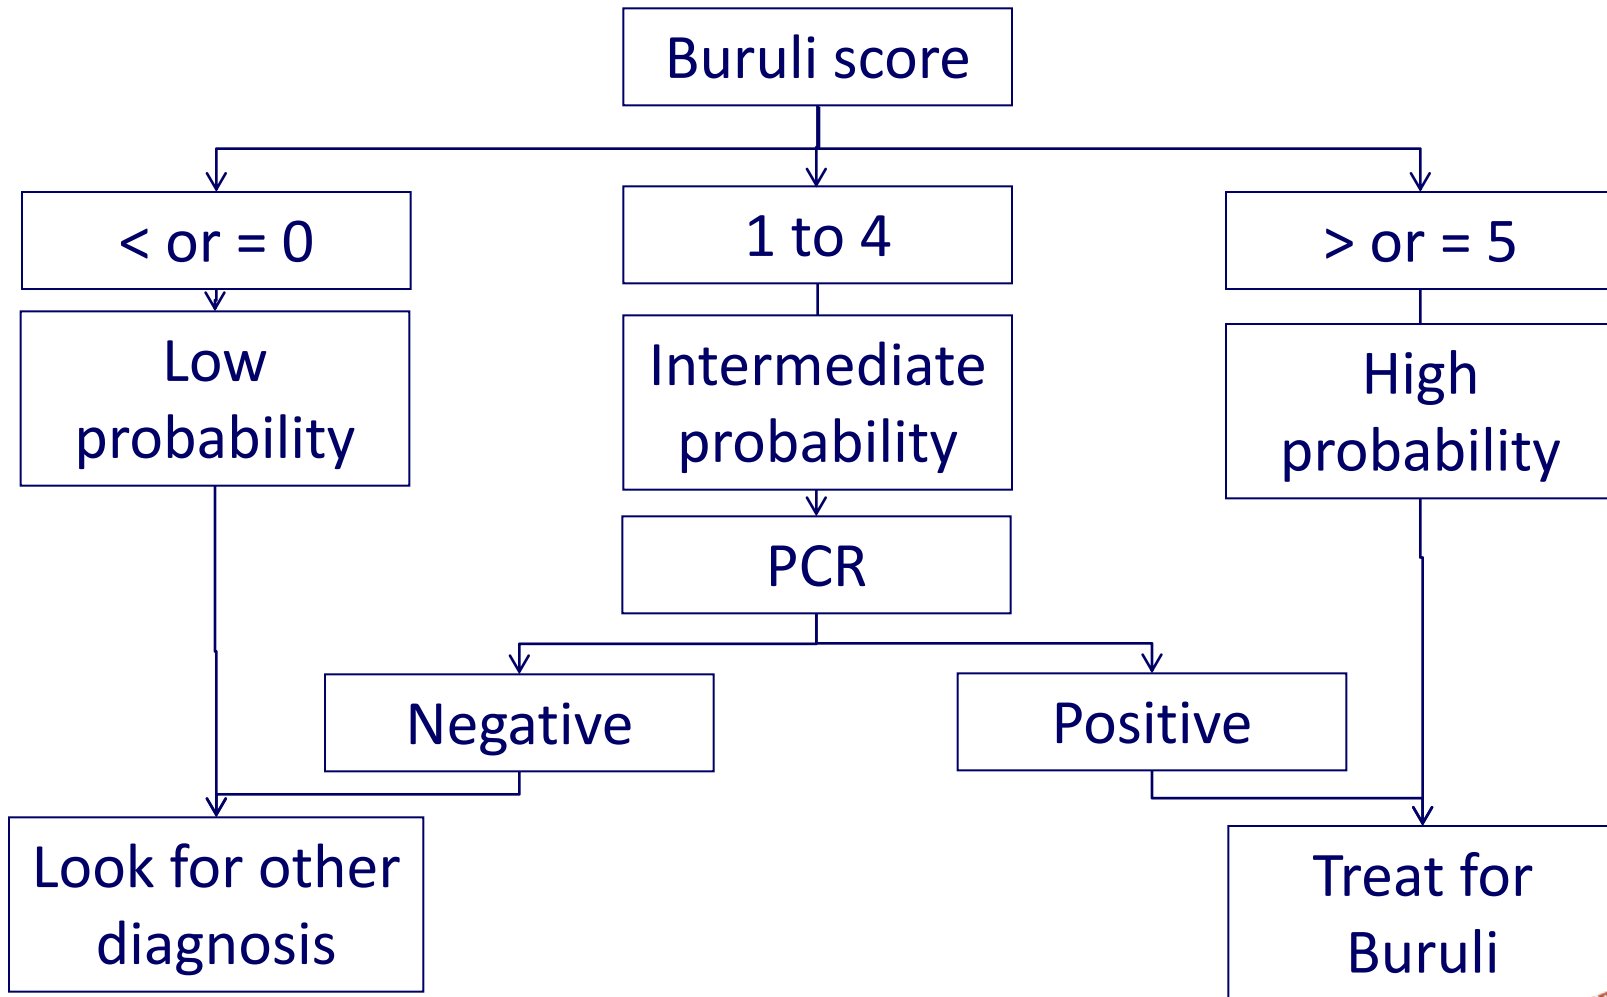 Buruli score
< or = 0
1 to 4
> or = 5
Low
probability
Intermediate
probability
High
probability
PCR
Negative
Positive
Look for other
diagnosis
Treat for
Buruli